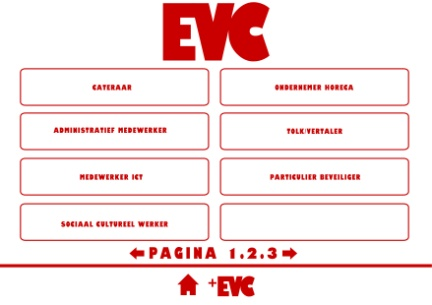 EVC
CATERAAR
ONDERNEMER HORECA
ADMINISTRATIEF MEDEWERKER
TOLK/VERTALER
MEDEWERKER ICT
PARTICULIER BEVEILIGER
SOCIAAL CULTUREEL WERKER
PAGINA 1.2.3
+EVC